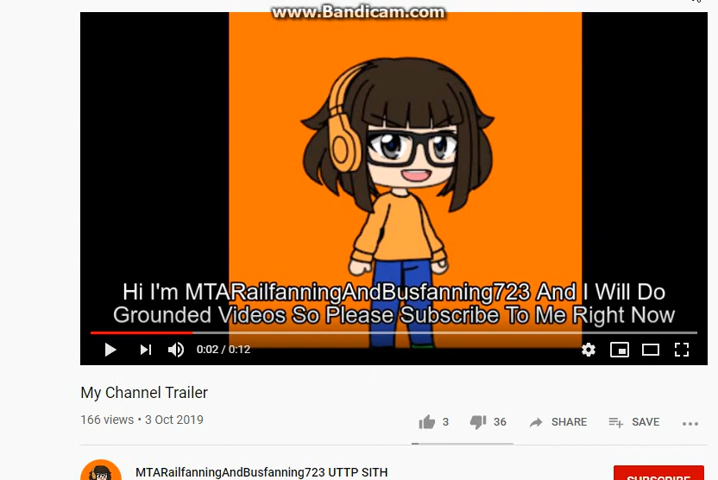 www.Bandicam.com
Hi I'm MTARailfanningAndBusfanning723 And I Will Do
Grounded Videos So Please Subscribe To Me Right Now
0:02 / 0:12
My Channel Trailer
166 views • 3 Oct 2019
3
36
SHARE
SAVE
MTARailfanningAndBusfanning723 UTTP SITH
SUBSCRIBE